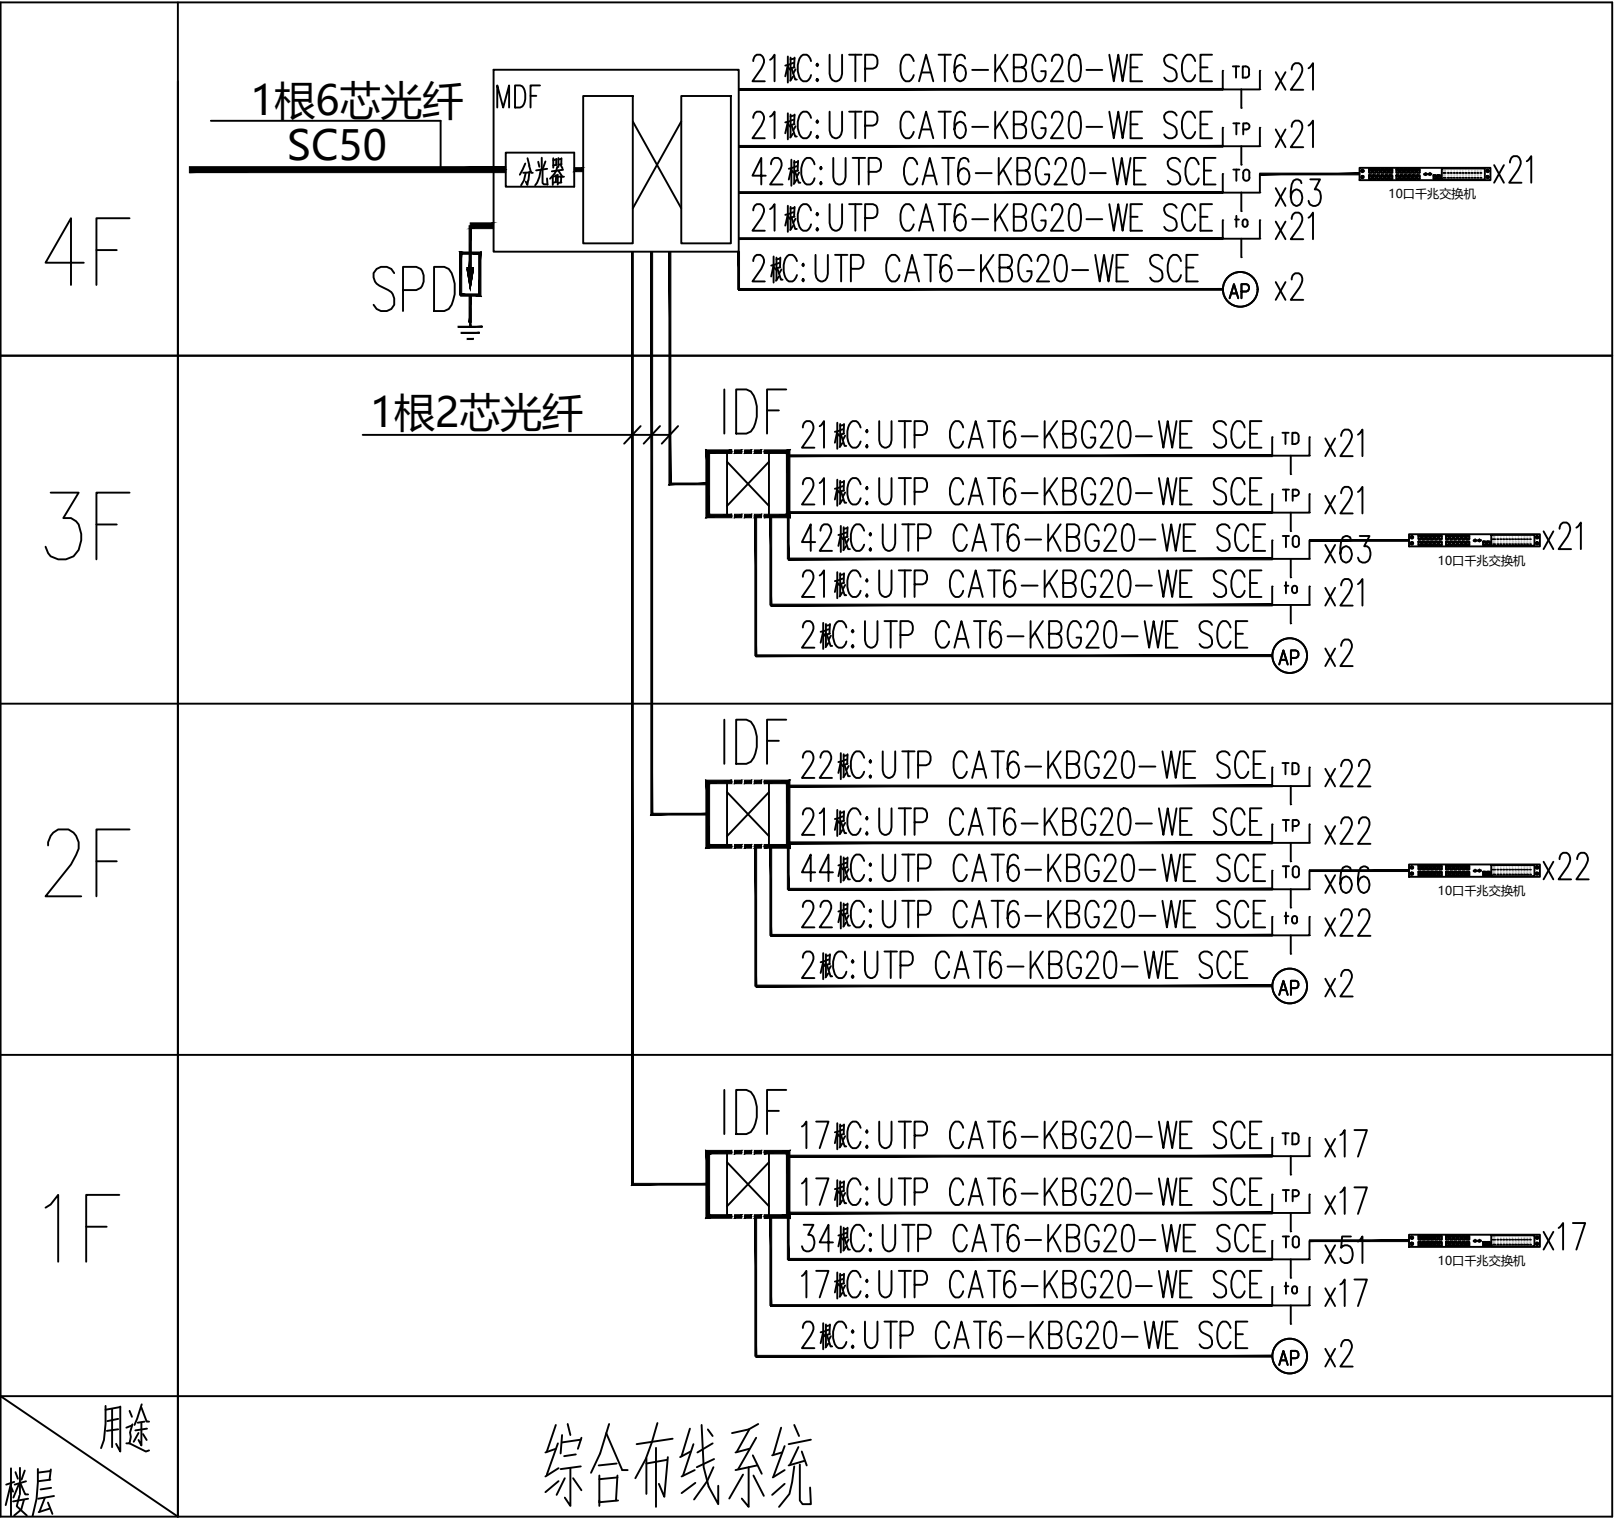 4F
1根6芯光纤
SC50
MDF
分光器
SPD
21根C:UTP CAT6-KBG20-WE SCE TD x21
21根C:UTP CAT6-KBG20-WE SCE TP x21
42根C:UTP CAT6-KBG20-WE SCE TO x63
10口千兆交换机 x21
21根C:UTP CAT6-KBG20-WE SCE to x21
2根C:UTP CAT6-KBG20-WE SCE AP x2
3F
1根2芯光纤
IDF
21根C:UTP CAT6-KBG20-WE SCE TD x21
21根C:UTP CAT6-KBG20-WE SCE TP x21
42根C:UTP CAT6-KBG20-WE SCE TO x63
10口千兆交换机 x21
21根C:UTP CAT6-KBG20-WE SCE to x21
2根C:UTP CAT6-KBG20-WE SCE AP x2
2F
IDF
22根C:UTP CAT6-KBG20-WE SCE TD x22
21根C:UTP CAT6-KBG20-WE SCE TP x22
44根C:UTP CAT6-KBG20-WE SCE TO x66
10口千兆交换机 x22
22根C:UTP CAT6-KBG20-WE SCE to x22
2根C:UTP CAT6-KBG20-WE SCE AP x2
1F
IDF
17根C:UTP CAT6-KBG20-WE SCE TD x17
17根C:UTP CAT6-KBG20-WE SCE TP x17
34根C:UTP CAT6-KBG20-WE SCE TO x51
10口千兆交换机 x17
17根C:UTP CAT6-KBG20-WE SCE to x17
2根C:UTP CAT6-KBG20-WE SCE AP x2
用途
楼层
综合布线系统